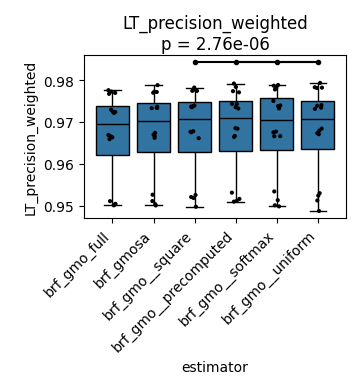 LT_precision_weighted
p = 2.76e-06
LT_precision_weighted
0.98
0.97
0.96
0.95
brf_gmo_full
brf_gmosa
brf_gmo__square
brf_gmo__precomputed
brf_gmo__softmax
brf_gmo__uniform
estimator